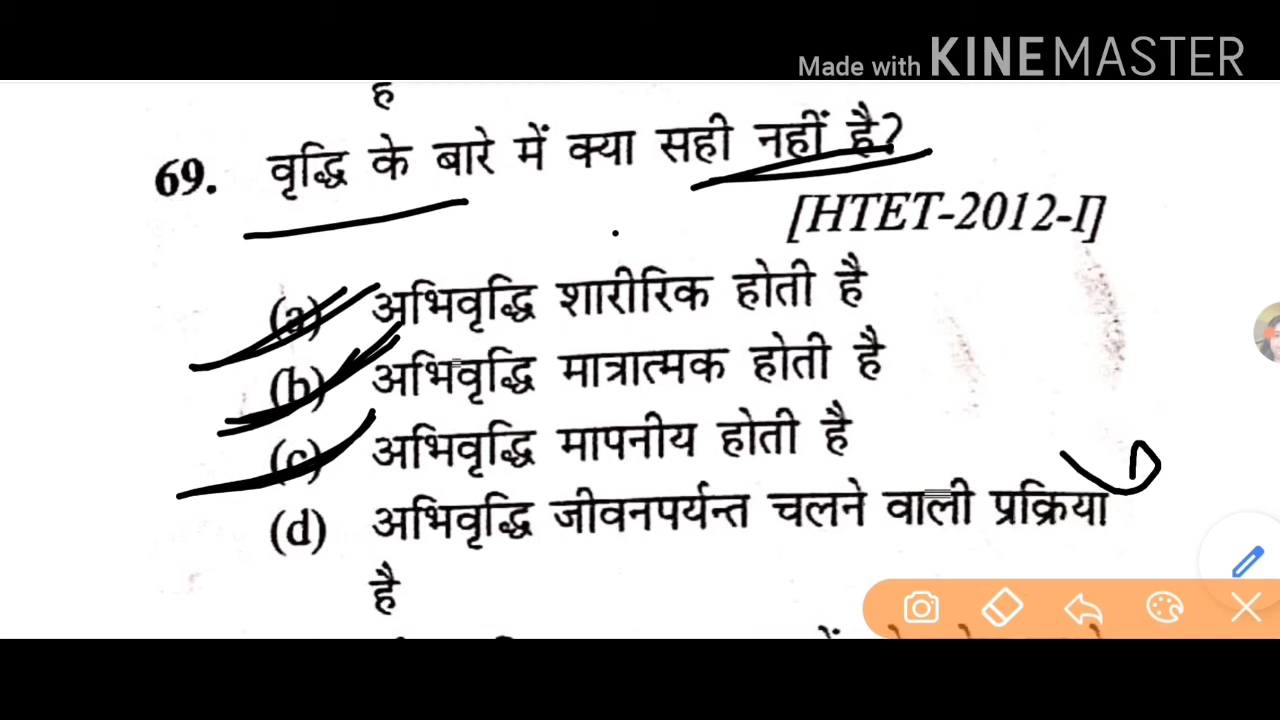 Made with KINEMASTER
है
69. वृद्धि के बारे में क्या सही नहीं है?
[HTET-2012-I]
(a) अभिवृद्धि शारीरिक होती है
(b) अभिवृद्धि मात्रात्मक होती है
(c) अभिवृद्धि मापनीय होती है
(d) अभिवृद्धि जीवनपर्यन्त चलने वाली प्रक्रिया
है